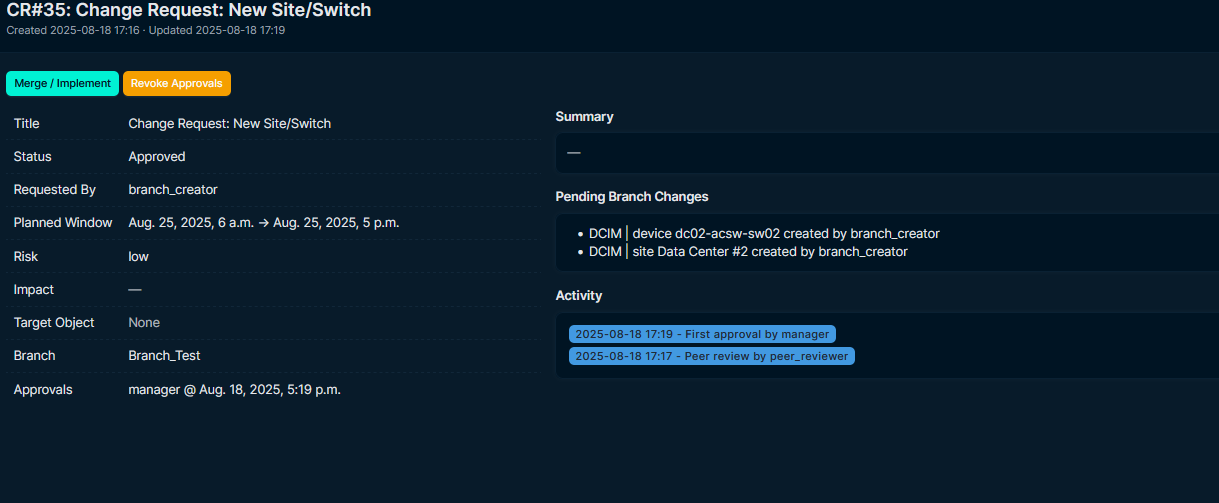 CR#35: Change Request: New Site/Switch
Created 2025-08-18 17:16 · Updated 2025-08-18 17:19
Merge / Implement
Revoke Approvals
Title Change Request: New Site/Switch
Status Approved
Requested By branch_creator
Planned Window Aug. 25, 2025, 6 a.m. → Aug. 25, 2025, 5 p.m.
Risk low
Impact —
Target Object None
Branch Branch_Test
Approvals manager @ Aug. 18, 2025, 5:19 p.m.
Summary
—
Pending Branch Changes
• DCIM | device dc02-acsw-sw02 created by branch_creator
• DCIM | site Data Center #2 created by branch_creator
Activity
2025-08-18 17:19 - First approval by manager
2025-08-18 17:17 - Peer review by peer_reviewer